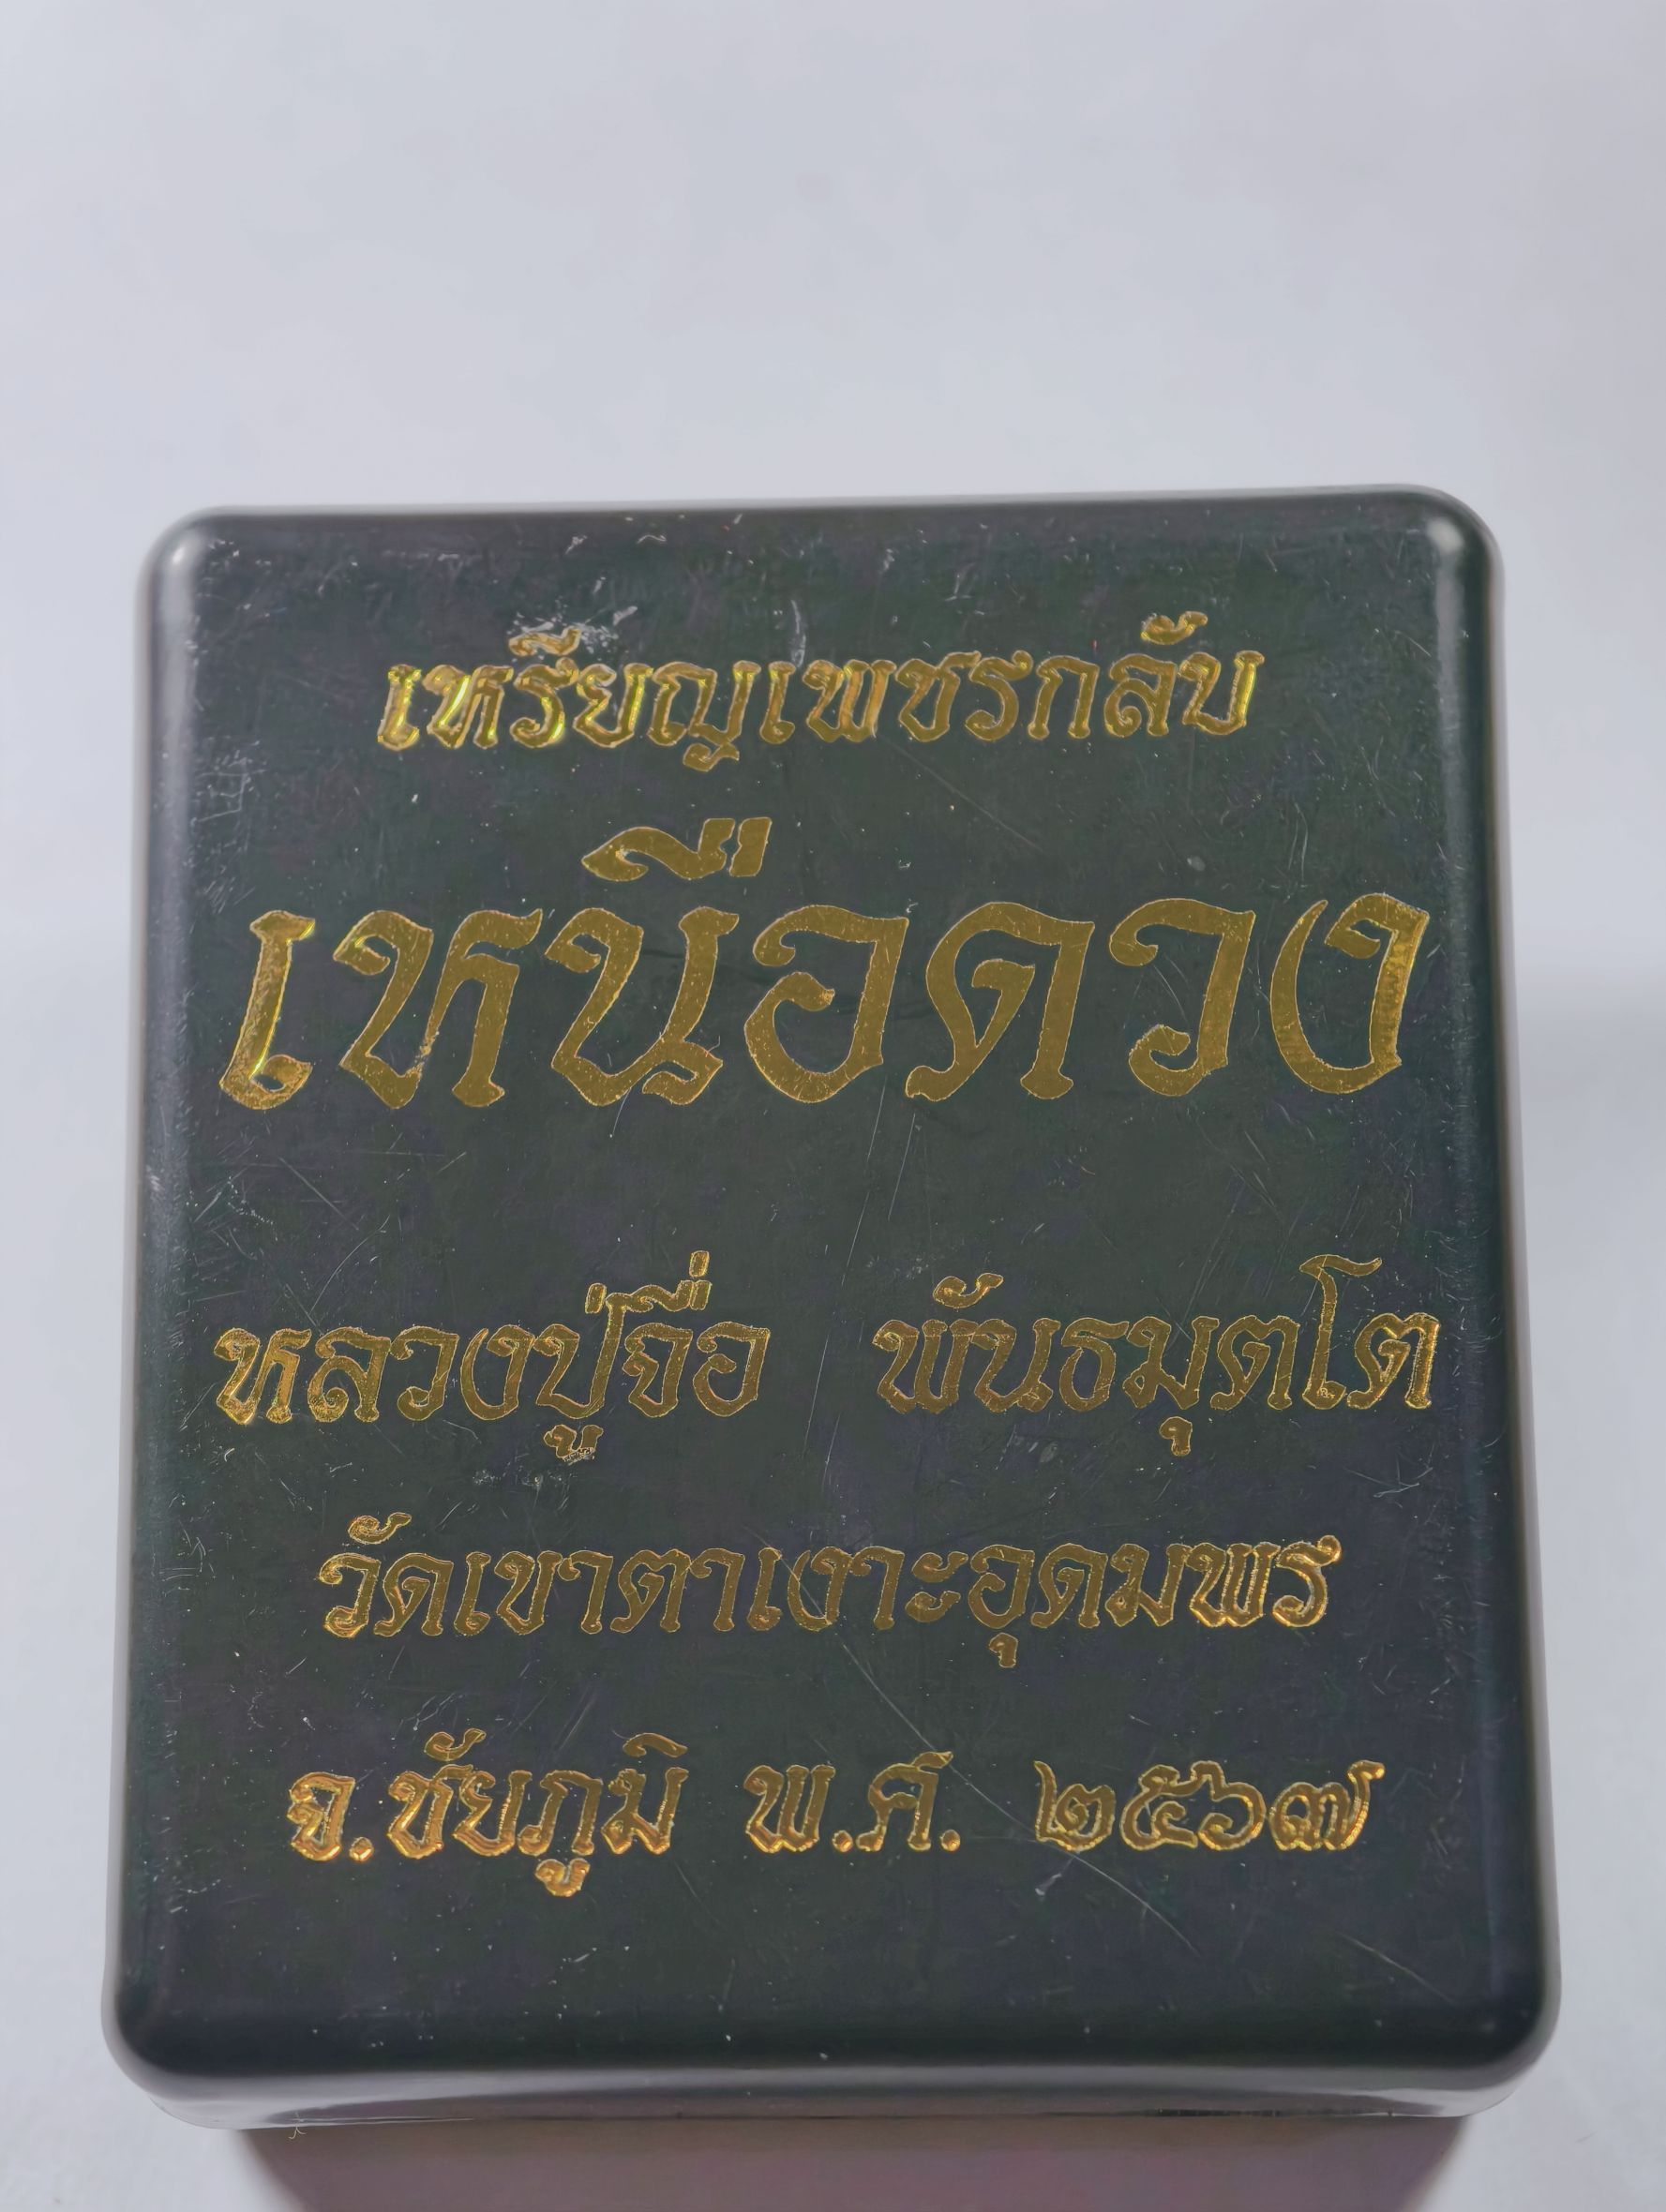 เหรียญเพชรกลับ
เหนือดวง
หลวงปู่จื่อ พันธมุตโต
วัดเขาตาเงาะอุดมพร
จ.ชัยภูมิ พ.ศ. ๒๕๖๗